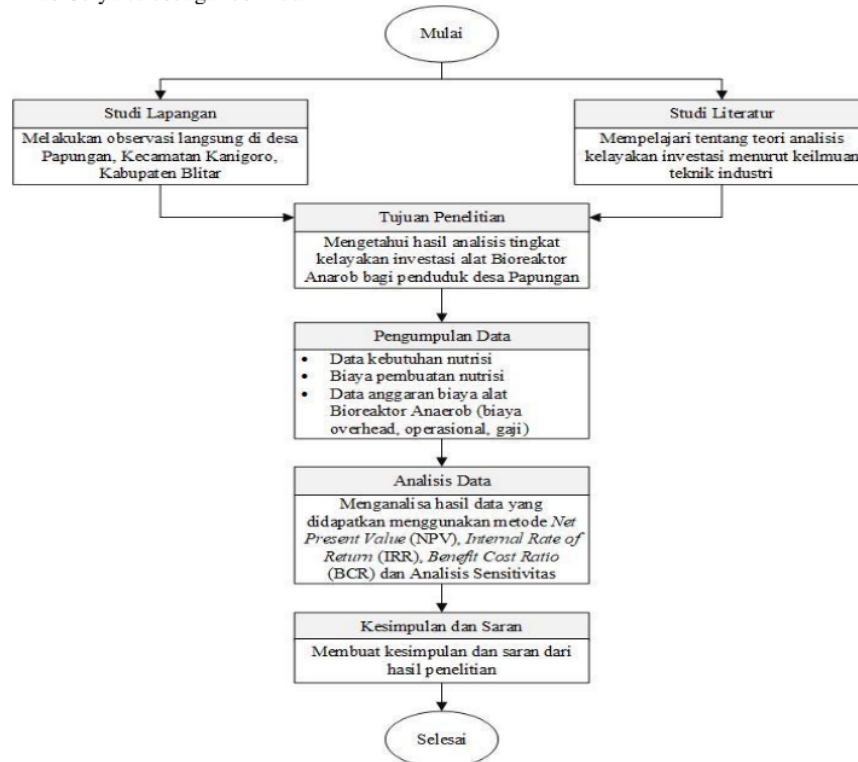 Mulai
Studi Lapangan
Melakukan observasi langsung di desa
Papungan, Kecamatan Kanigoro,
Kabupaten Blitar
Studi Literatur
Mempelajari tentang teori analisis
kelayakan investasi menurut keilmuan
teknik industri
Tujuan Penelitian
Mengetahui hasil analisis tingkat
kelayakan investasi alat Bioreaktor
Anarob bagi penduduk desa Papungan
Pengumpulan Data
• Data kebutuhan nutrisi
• Biaya pembuatan nutrisi
• Data anggaran biaya alat
Bioreaktor Anaerob (biaya
overhead, operasional, gaji)
Analisis Data
Menganalisa hasil data yang
didapatkan menggunakan metode Net
Present Value (NPV), Internal Rate of
Return (IRR), Benefit Cost Ratio
(BCR) dan Analisis Sensitivitas
Kesimpulan dan Saran
Membuat kesimpulan dan saran dari
hasil penelitian
Selesai